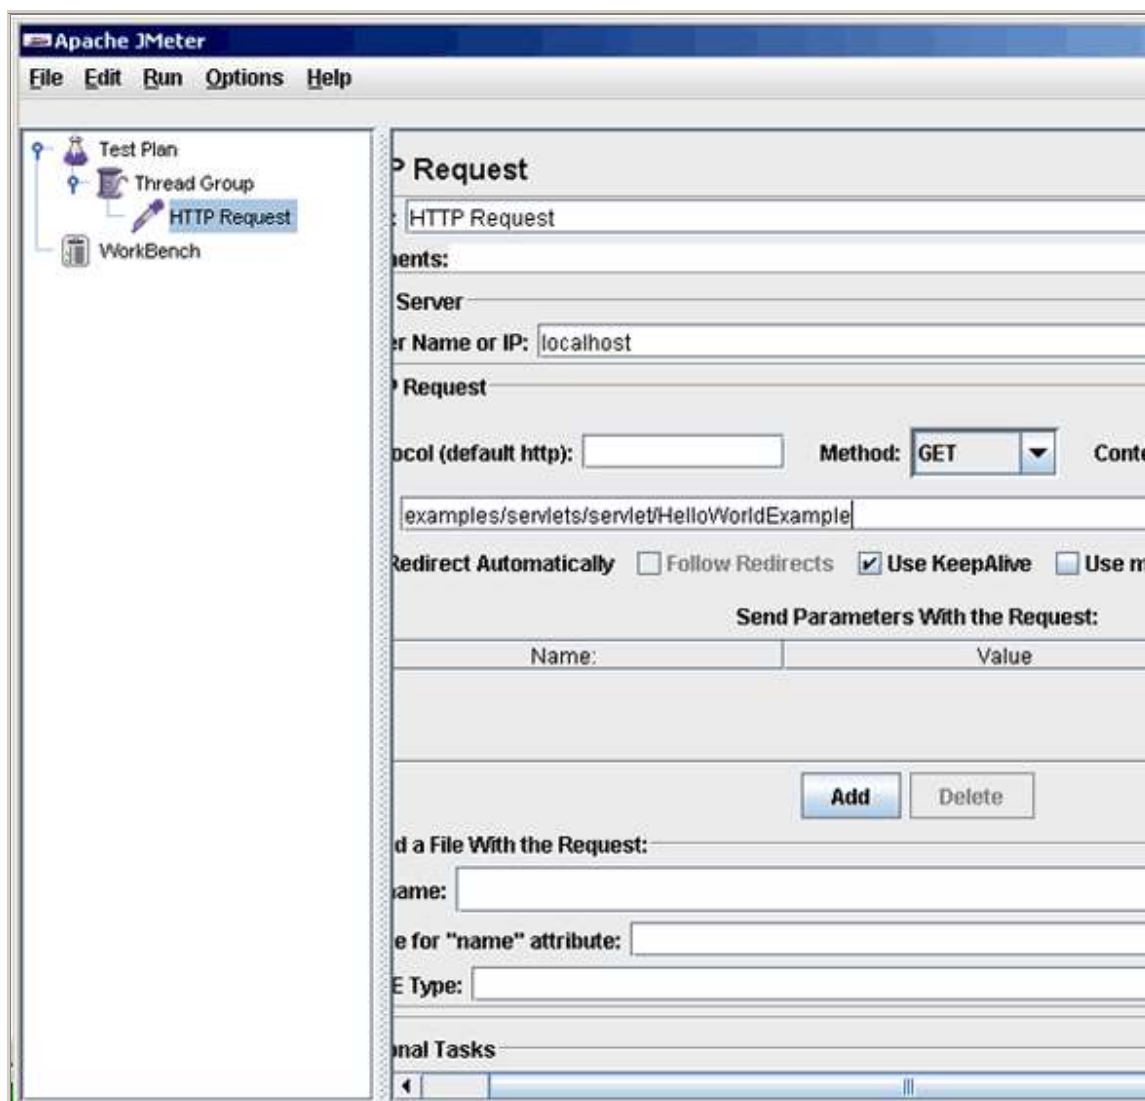 Apache JMeter
File Edit Run Options Help
Test Plan
Thread Group
HTTP Request
WorkBench
P Request
: HTTP Request
ents:
Server
er Name or IP: localhost
P Request
ocol (default http): Method: GET Conte
examples/servlets/servlet/HelloWorldExample
Redirect Automatically Follow Redirects Use KeepAlive Use m
Send Parameters With the Request:
Name: Value
Add Delete
d a File With the Request:
ame:
e for "name" attribute:
E Type:
onal Tasks